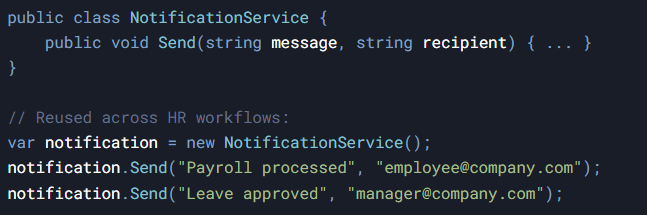 public class NotificationService {
    public void Send(string message, string recipient) { ... }
}

// Reused across HR workflows:
var notification = new NotificationService();
notification.Send("Payroll processed", "employee@company.com");
notification.Send("Leave approved", "manager@company.com");